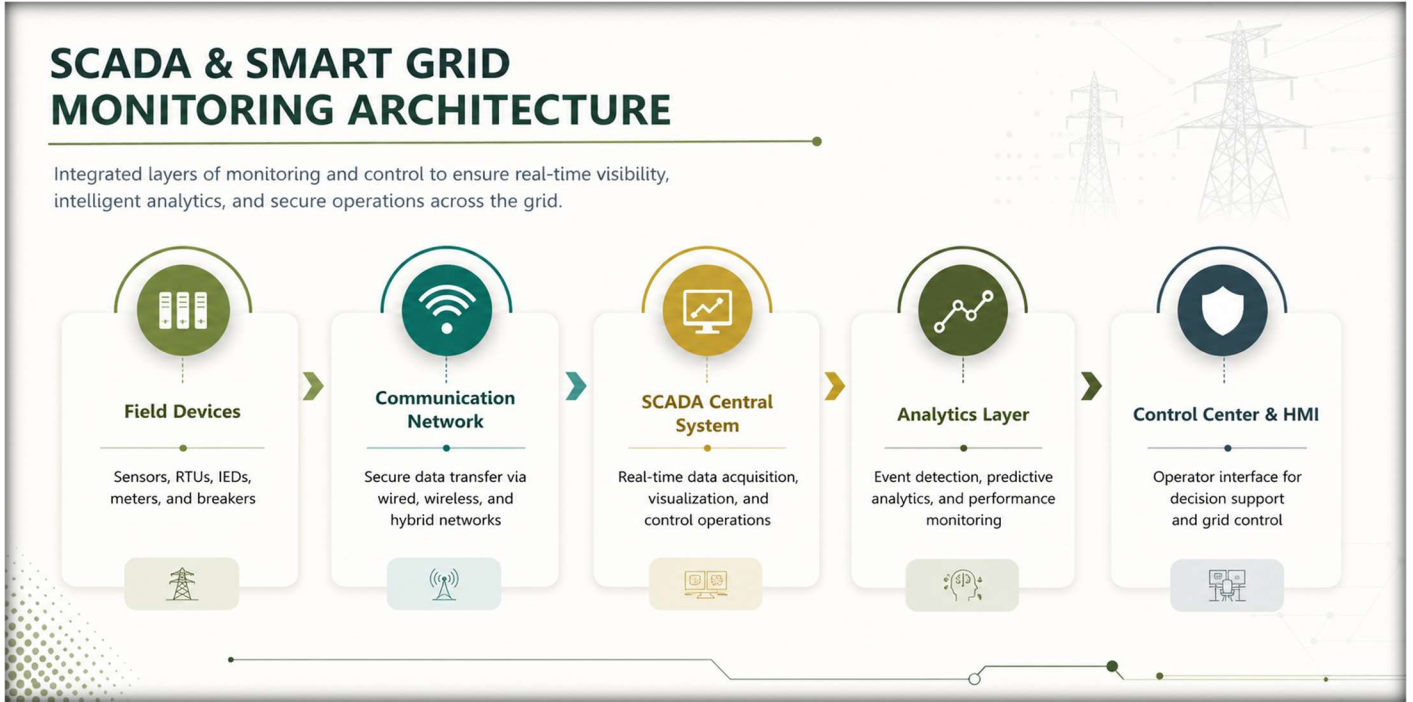 SCADA & SMART GRID
MONITORING ARCHITECTURE
Integrated layers of monitoring and control to ensure real-time visibility,
intelligent analytics, and secure operations across the grid.
Field Devices
Sensors, RTUs, IEDs,
meters, and breakers
Communication
Network
Secure data transfer via
wired, wireless, and
hybrid networks
SCADA Central
System
Real-time data acquisition,
visualization, and
control operations
Analytics Layer
Event detection, predictive
analytics, and performance
monitoring
Control Center & HMI
Operator interface for
decision support
and grid control